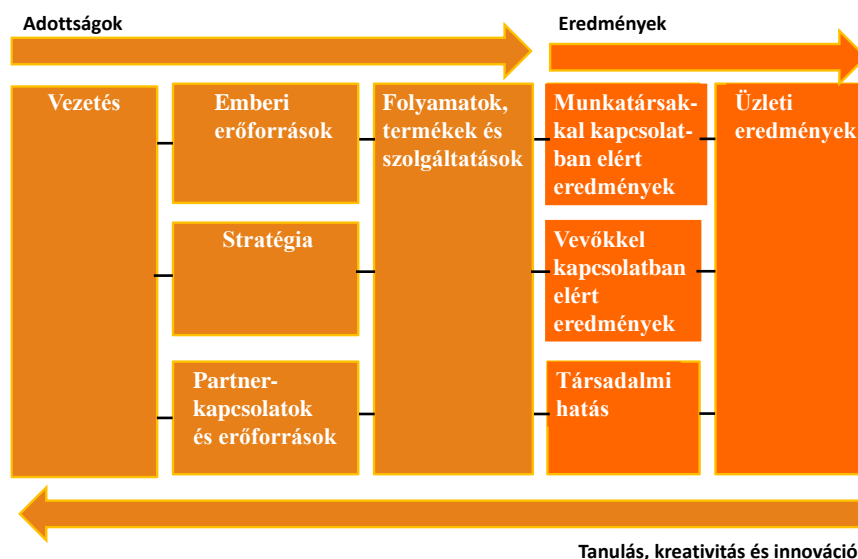 Adottságok
Eredmények
Vezetés
Emberi
erőforrások
Stratégia
Partner-
kapcsolatok
és erőforrások
Folyamatok,
termékek és
szolgáltatások
Munkatársak-
kal kapcsolat-
ban elért
eredmények
Vevőkkel
kapcsolatban
elért
eredmények
Társadalmi
hatás
Üzleti
eredmények
Tanulás, kreativitás és innováció